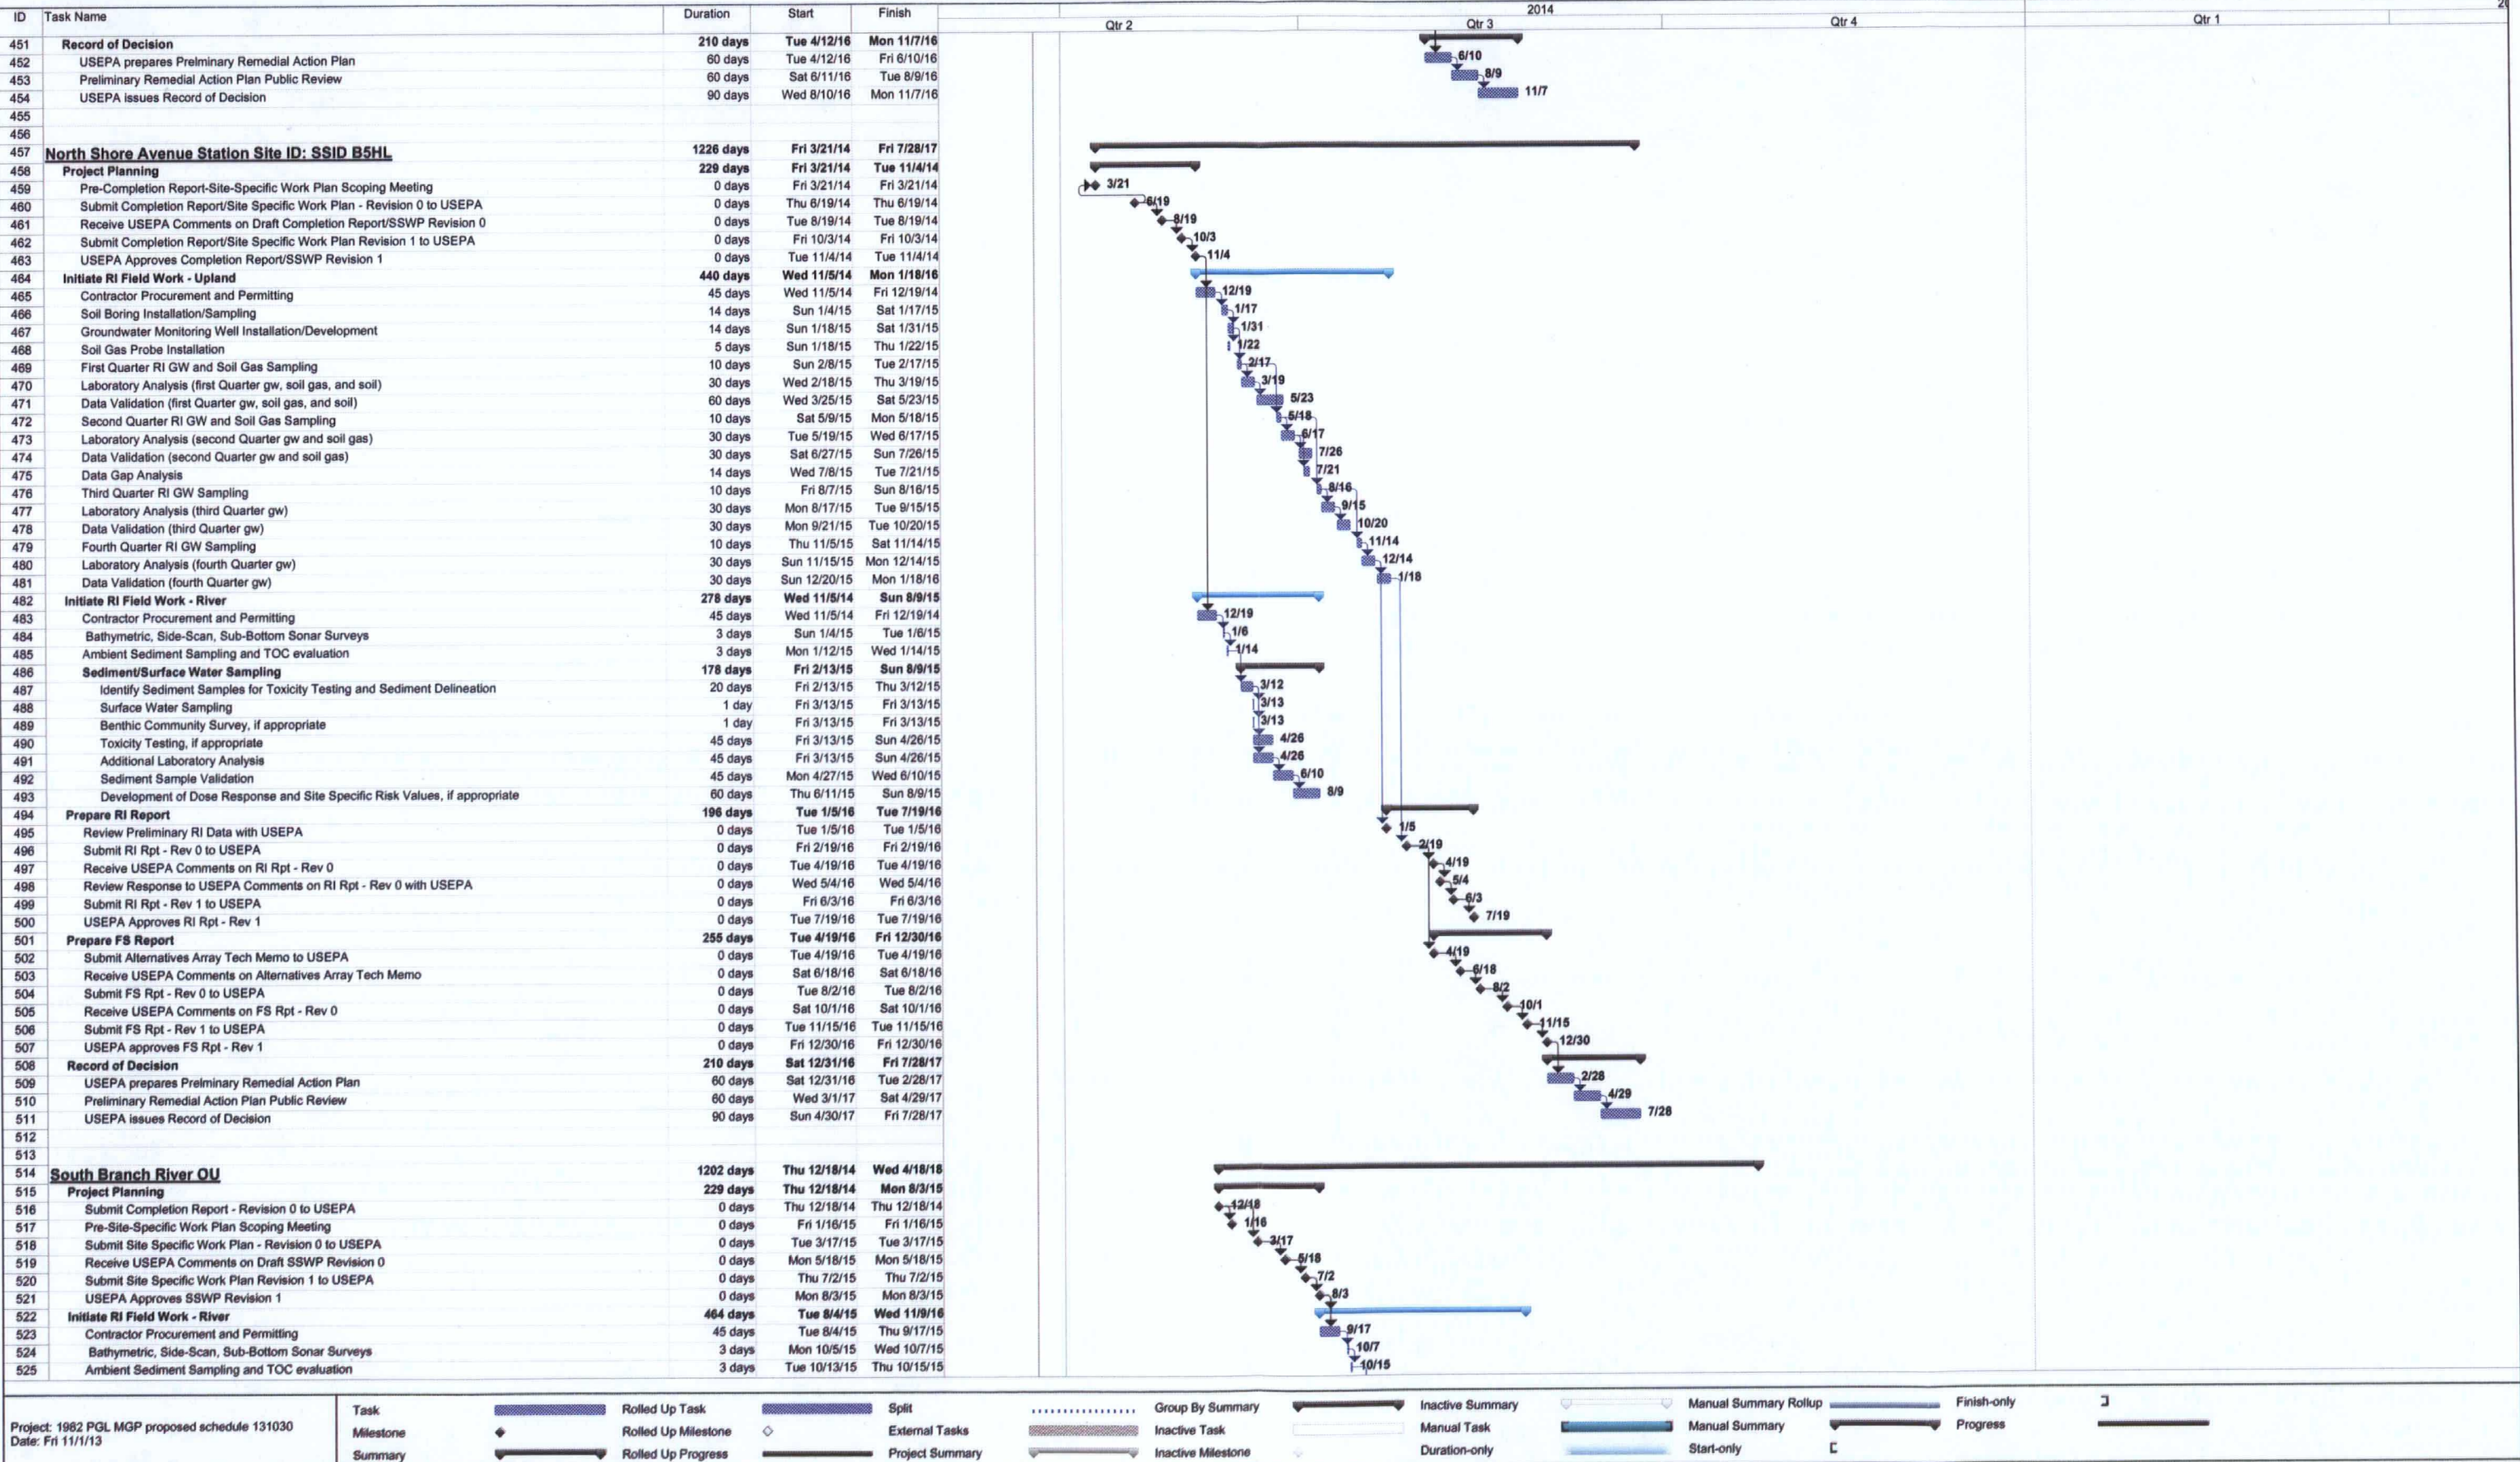 ID Task Name Duration Start Finish 2014
Qtr 2 Qtr 3 Qtr 4 Qtr 1
451 Record of Decision 210 days Tue 4/12/16 Mon 11/7/16
452 USEPA prepares Prelminary Remedial Action Plan 60 days Tue 4/12/16 Fri 6/10/16 6/10
453 Preliminary Remedial Action Plan Public Review 60 days Sat 6/11/16 Tue 8/9/16 8/9
454 USEPA issues Record of Decision 90 days Wed 8/10/16 Mon 11/7/16 11/7
455
456
457 North Shore Avenue Station Site ID: SSID B5HL 1226 days Fri 3/21/14 Fri 7/28/17
458 Project Planning 229 days Fri 3/21/14 Tue 11/4/14
459 Pre-Completion Report-Site-Specific Work Plan Scoping Meeting 0 days Fri 3/21/14 Fri 3/21/14 3/21
460 Submit Completion Report/Site Specific Work Plan - Revision 0 to USEPA 0 days Thu 6/19/14 Thu 6/19/14 6/19
461 Receive USEPA Comments on Draft Completion Report/SSWP Revision 0 0 days Tue 8/19/14 Tue 8/19/14 8/19
462 Submit Completion Report/Site Specific Work Plan Revision 1 to USEPA 0 days Fri 10/3/14 Fri 10/3/14 10/3
463 USEPA Approves Completion Report/SSWP Revision 1 0 days Tue 11/4/14 Tue 11/4/14 11/4
464 Initiate RI Field Work - Upland 440 days Wed 11/5/14 Mon 1/18/16
465 Contractor Procurement and Permitting 45 days Wed 11/5/14 Fri 12/19/14 12/19
466 Soil Boring Installation/Sampling 14 days Sun 1/4/15 Sat 1/17/15 1/17
467 Groundwater Monitoring Well Installation/Development 14 days Sun 1/18/15 Sat 1/31/15 1/31
468 Soil Gas Probe Installation 5 days Sun 1/18/15 Thu 1/22/15 1/22
469 First Quarter RI GW and Soil Gas Sampling 10 days Sun 2/8/15 Tue 2/17/15 2/17
470 Laboratory Analysis (first Quarter gw, soil gas, and soil) 30 days Wed 2/18/15 Thu 3/19/15 3/19
471 Data Validation (first Quarter gw, soil gas, and soil) 60 days Wed 3/25/15 Sat 5/23/15 5/23
472 Second Quarter RI GW and Soil Gas Sampling 10 days Sat 5/9/15 Mon 5/18/15 5/18
473 Laboratory Analysis (second Quarter gw and soil gas) 30 days Tue 5/19/15 Wed 6/17/15 6/17
474 Data Validation (second Quarter gw and soil gas) 30 days Sat 6/27/15 Sun 7/26/15 7/26
475 Data Gap Analysis 14 days Wed 7/8/15 Tue 7/21/15 7/21
476 Third Quarter RI GW Sampling 10 days Fri 8/7/15 Sun 8/16/15 8/16
477 Laboratory Analysis (third Quarter gw) 30 days Mon 8/17/15 Tue 9/15/15 9/15
478 Data Validation (third Quarter gw) 30 days Mon 9/21/15 Tue 10/20/15 10/20
479 Fourth Quarter RI GW Sampling 10 days Thu 11/5/15 Sat 11/14/15 11/14
480 Laboratory Analysis (fourth Quarter gw) 30 days Sun 11/15/15 Mon 12/14/15 12/14
481 Data Validation (fourth Quarter gw) 30 days Sun 12/20/15 Mon 1/18/16 1/18
482 Initiate RI Field Work - River 278 days Wed 11/5/14 Sun 8/9/15
483 Contractor Procurement and Permitting 45 days Wed 11/5/14 Fri 12/19/14 12/19
484 Bathymetric, Side-Scan, Sub-Bottom Sonar Surveys 3 days Sun 1/4/15 Tue 1/6/15 1/6
485 Ambient Sediment Sampling and TOC evaluation 3 days Mon 1/12/15 Wed 1/14/15 1/14
486 Sediment/Surface Water Sampling 178 days Fri 2/13/15 Sun 8/9/15
487 Identify Sediment Samples for Toxicity Testing and Sediment Delineation 20 days Fri 2/13/15 Thu 3/12/15 3/12
488 Surface Water Sampling 1 day Fri 3/13/15 Fri 3/13/15 3/13
489 Benthic Community Survey, if appropriate 1 day Fri 3/13/15 Fri 3/13/15 3/13
490 Toxicity Testing, if appropriate 45 days Fri 3/13/15 Sun 4/26/15 4/26
491 Additional Laboratory Analysis 45 days Fri 3/13/15 Sun 4/26/15 4/26
492 Sediment Sample Validation 45 days Mon 4/27/15 Wed 6/10/15 6/10
493 Development of Dose Response and Site Specific Risk Values, if appropriate 60 days Thu 6/11/15 Sun 8/9/15 8/9
494 Prepare RI Report 196 days Tue 1/5/16 Tue 7/19/16
495 Review Preliminary RI Data with USEPA 0 days Tue 1/5/16 Tue 1/5/16 1/5
496 Submit RI Rpt - Rev 0 to USEPA 0 days Fri 2/19/16 Fri 2/19/16 2/19
497 Receive USEPA Comments on RI Rpt - Rev 0 0 days Tue 4/19/16 Tue 4/19/16 4/19
498 Review Response to USEPA Comments on RI Rpt - Rev 0 with USEPA 0 days Wed 5/4/16 Wed 5/4/16 5/4
499 Submit RI Rpt - Rev 1 to USEPA 0 days Fri 6/3/16 Fri 6/3/16 6/3
500 USEPA Approves RI Rpt - Rev 1 0 days Tue 7/19/16 Tue 7/19/16 7/19
501 Prepare FS Report 255 days Tue 4/19/16 Fri 12/30/16
502 Submit Alternatives Array Tech Memo to USEPA 0 days Tue 4/19/16 Tue 4/19/16 4/19
503 Receive USEPA Comments on Alternatives Array Tech Memo 0 days Sat 6/18/16 Sat 6/18/16 6/18
504 Submit FS Rpt - Rev 0 to USEPA 0 days Tue 8/2/16 Tue 8/2/16 8/2
505 Receive USEPA Comments on FS Rpt - Rev 0 0 days Sat 10/1/16 Sat 10/1/16 10/1
506 Submit FS Rpt - Rev 1 to USEPA 0 days Tue 11/15/16 Tue 11/15/16 11/15
507 USEPA approves FS Rpt - Rev 1 0 days Fri 12/30/16 Fri 12/30/16 12/30
508 Record of Decision 210 days Sat 12/31/16 Fri 7/28/17
509 USEPA prepares Prelminary Remedial Action Plan 60 days Sat 12/31/16 Tue 2/28/17 2/28
510 Preliminary Remedial Action Plan Public Review 60 days Wed 3/1/17 Sat 4/29/17 4/29
511 USEPA issues Record of Decision 90 days Sun 4/30/17 Fri 7/28/17 7/28
512
513
514 South Branch River OU 1202 days Thu 12/18/14 Wed 4/18/18
515 Project Planning 229 days Thu 12/18/14 Mon 8/3/15
516 Submit Completion Report - Revision 0 to USEPA 0 days Thu 12/18/14 Thu 12/18/14 12/18
517 Pre-Site-Specific Work Plan Scoping Meeting 0 days Fri 1/16/15 Fri 1/16/15 1/16
518 Submit Site Specific Work Plan - Revision 0 to USEPA 0 days Tue 3/17/15 Tue 3/17/15 3/17
519 Receive USEPA Comments on Draft SSWP Revision 0 0 days Mon 5/18/15 Mon 5/18/15 5/18
520 Submit Site Specific Work Plan Revision 1 to USEPA 0 days Thu 7/2/15 Thu 7/2/15 7/2
521 USEPA Approves SSWP Revision 1 0 days Mon 8/3/15 Mon 8/3/15 8/3
522 Initiate RI Field Work - River 464 days Tue 8/4/15 Wed 11/9/16
523 Contractor Procurement and Permitting 45 days Tue 8/4/15 Thu 9/17/15 9/17
524 Bathymetric, Side-Scan, Sub-Bottom Sonar Surveys 3 days Mon 10/5/15 Wed 10/7/15 10/7
525 Ambient Sediment Sampling and TOC evaluation 3 days Tue 10/13/15 Thu 10/15/15 10/15
Project: 1982 PGL MGP proposed schedule 131030
Date: Fri 11/1/13
Task Rolled Up Task Split Group By Summary Inactive Summary Manual Summary Rollup Finish-only
Milestone Rolled Up Milestone External Tasks Inactive Task Manual Task Manual Summary Progress
Summary Rolled Up Progress Project Summary Inactive Milestone Duration-only Start-only